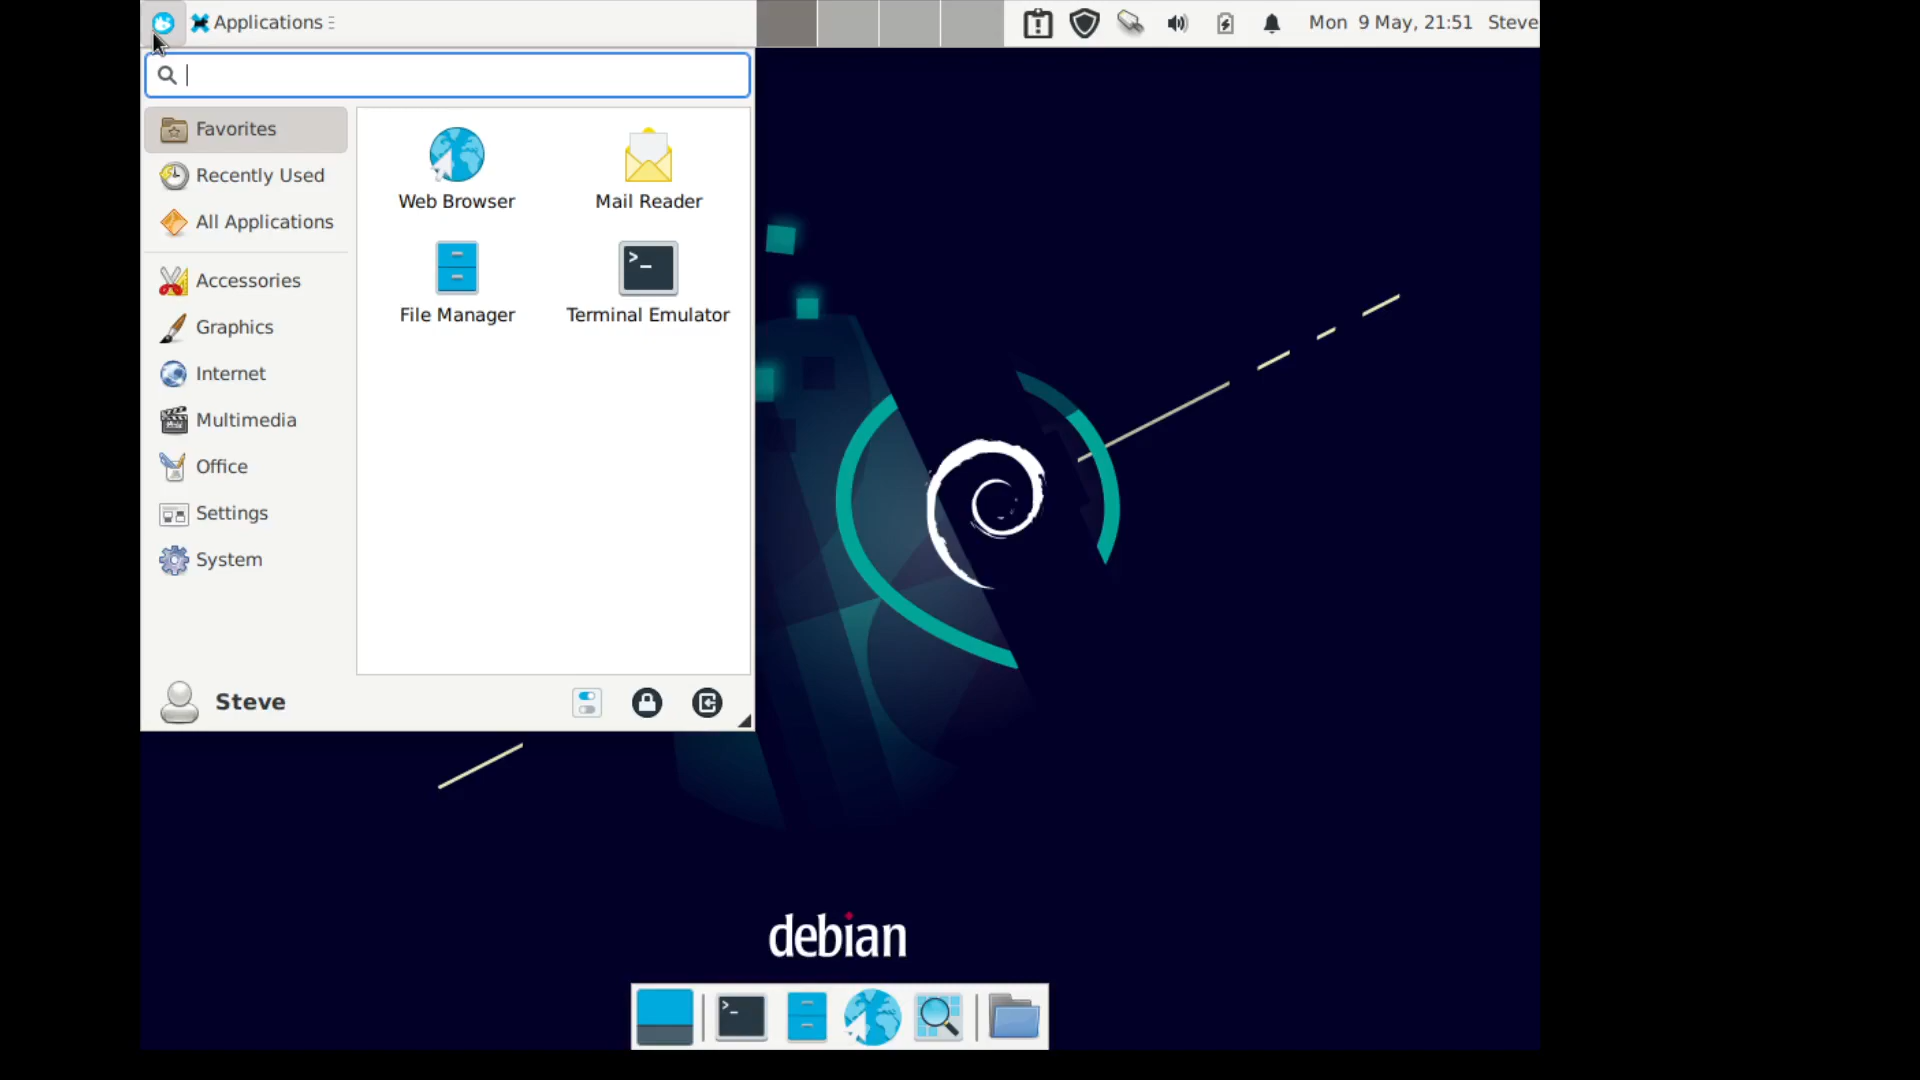 Applications
Mon 9 May, 21:51 Steve
Favorites
Recently Used
All Applications
Accessories
Graphics
Internet
Multimedia
Office
Settings
System
Web Browser
Mail Reader
File Manager
Terminal Emulator
Steve
debian